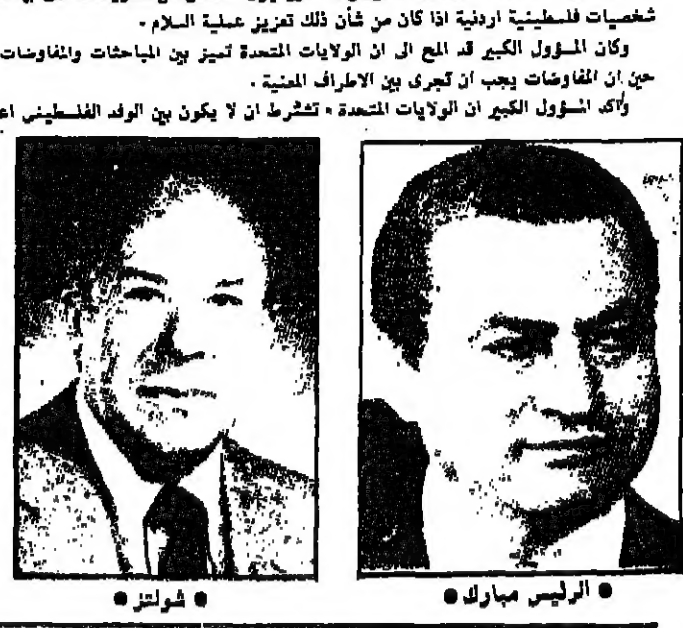 شخصيات فلسطينية اردنية اذا كان من شأن ذلك تعزيز عملية السلام ·
وكان المسؤول الكبير قد المح الى ان الولايات المتحدة تميز بين المباحثات والمفاوضات
حين ان المفاوضات يجب ان تجرى بين الاطراف المعنية ·
وأكد المسؤول الكبير ان الولايات المتحدة « تشترط ان لا يكون بين الوفد الفلسطيني اع
● الرئيس مبارك ●
● شولتز ●